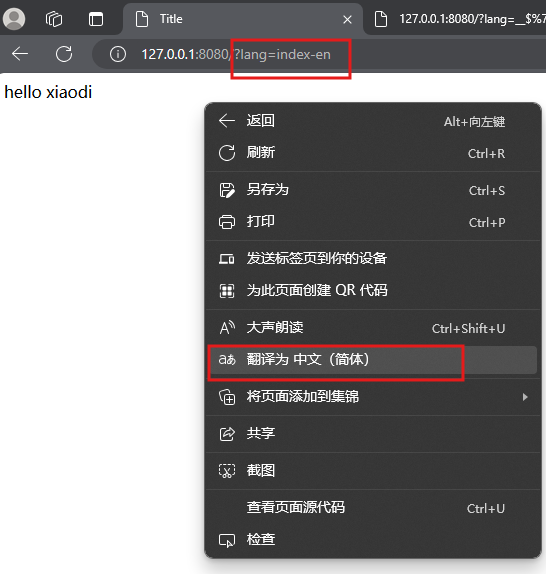 Title
127.0.0.1:8080/?lang=__$%7
127.0.0.1:8080/?lang=index-en
hello xiaodi
返回 Alt+向左键
刷新 Ctrl+R
另存为 Ctrl+S
打印 Ctrl+P
发送标签页到你的设备
为此页面创建 QR 代码
大声朗读 Ctrl+Shift+U
翻译为 中文（简体）
将页面添加到集锦
共享
截图
查看页面源代码 Ctrl+U
检查